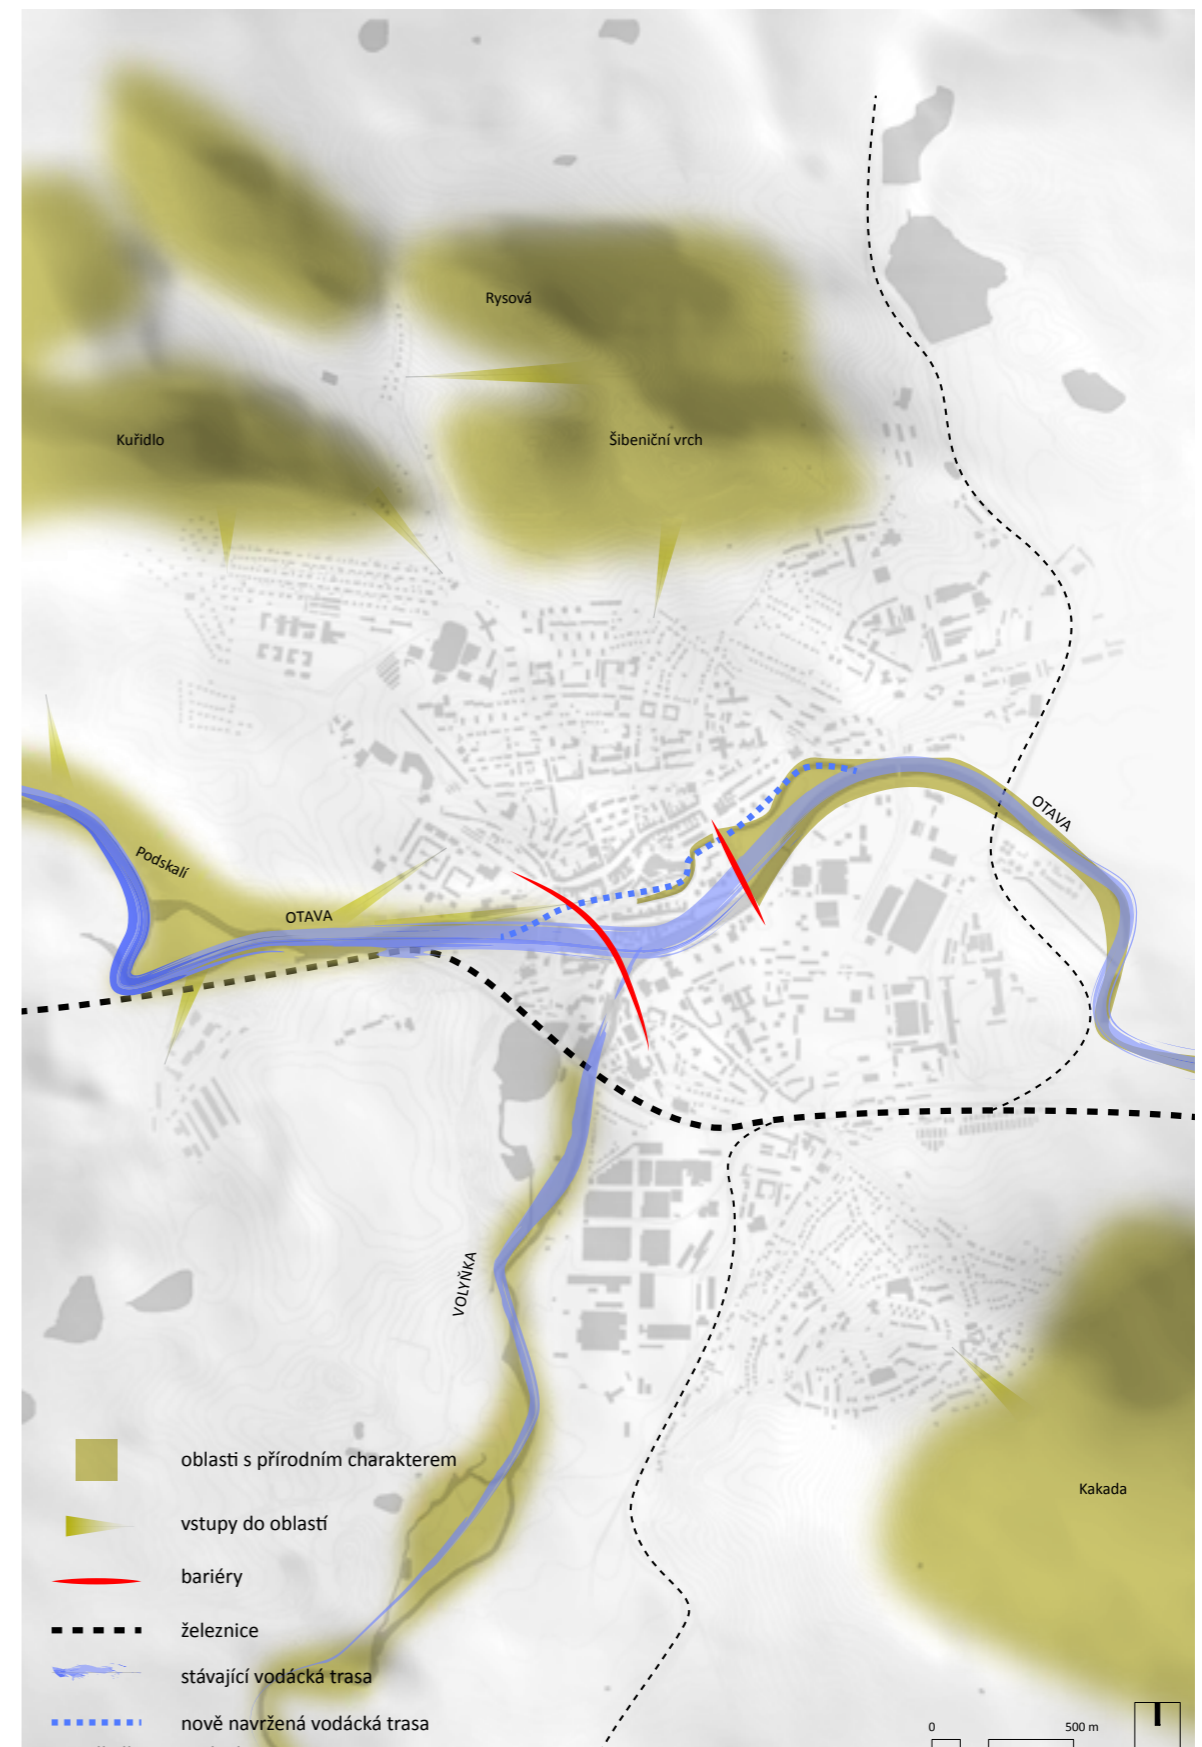 Rysová
Kuřidlo
Šibeniční vrch
OTAVA
Podskalí
OTAVA
VOLYŇKA
oblasti s přírodním charakterem
Kakada
vstupy do oblastí
bariéry
železnice
stávající vodácká trasa
nově navržená vodácká trasa
0 500 m